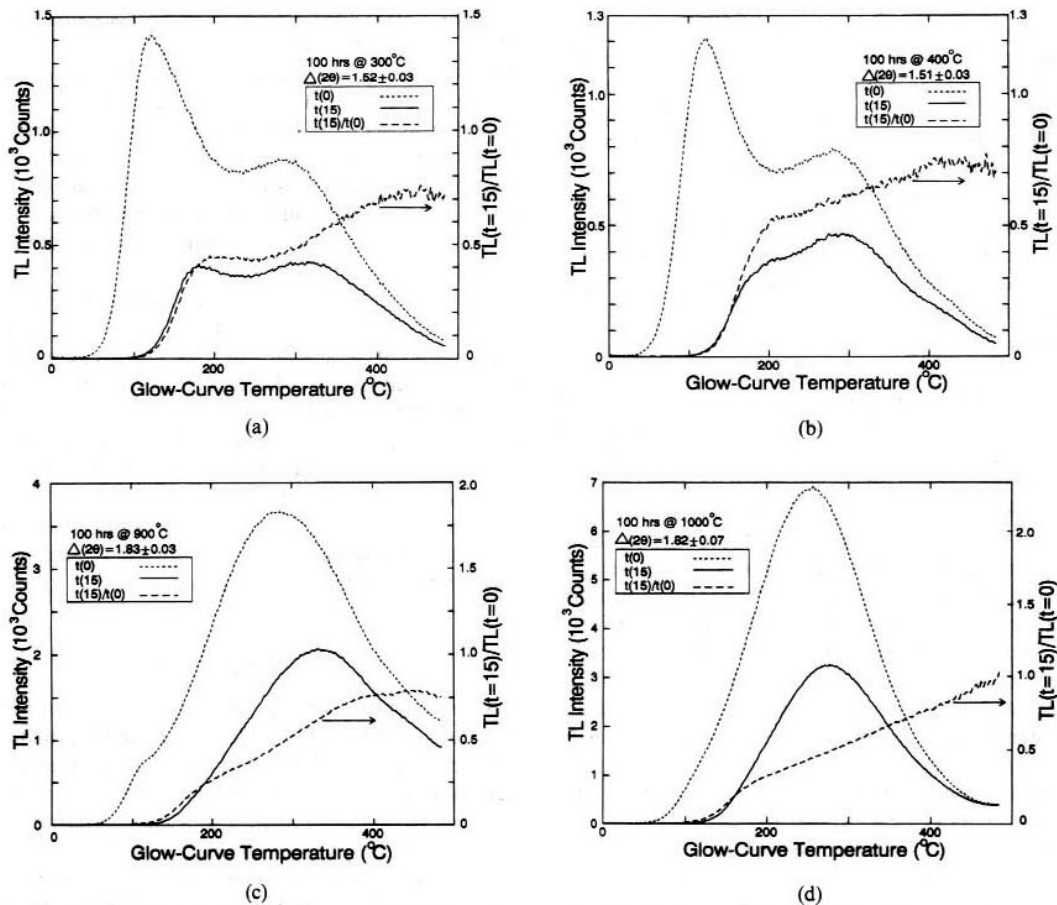 1.5
1.0
0.5
0
TL Intensity (10³Counts)
100 hrs @ 300°C
△(2θ)=1.52±0.03
t(0)
t(15)
t(15)/t(0)
1.5
1.0
0.5
0
TL(t=15)/TL(t=0)
0
200
400
Glow-Curve Temperature (°C)
(a)
1.3
1.0
0.5
0
TL Intensity (10³Counts)
100 hrs @ 400°C
△(2θ)=1.51±0.03
t(0)
t(15)
t(15)/t(0)
1.3
1.0
0.5
0
TL(t=15)/TL(t=0)
0
200
400
Glow-Curve Temperature (°C)
(b)
4
3
2
1
0
TL Intensity (10³Counts)
100 hrs @ 900°C
△(2θ)=1.83±0.03
t(0)
t(15)
t(15)/t(0)
2.0
1.5
1.0
0.5
0
TL(t=15)/TL(t=0)
0
200
400
Glow-Curve Temperature (°C)
(c)
7
6
5
4
3
2
1
0
TL Intensity (10³Counts)
100 hrs @ 1000°C
△(2θ)=1.82±0.07
t(0)
t(15)
t(15)/t(0)
2.0
1.5
1.0
0.5
0
TL(t=15)/TL(t=0)
0
200
400
Glow-Curve Temperature (°C)
(d)